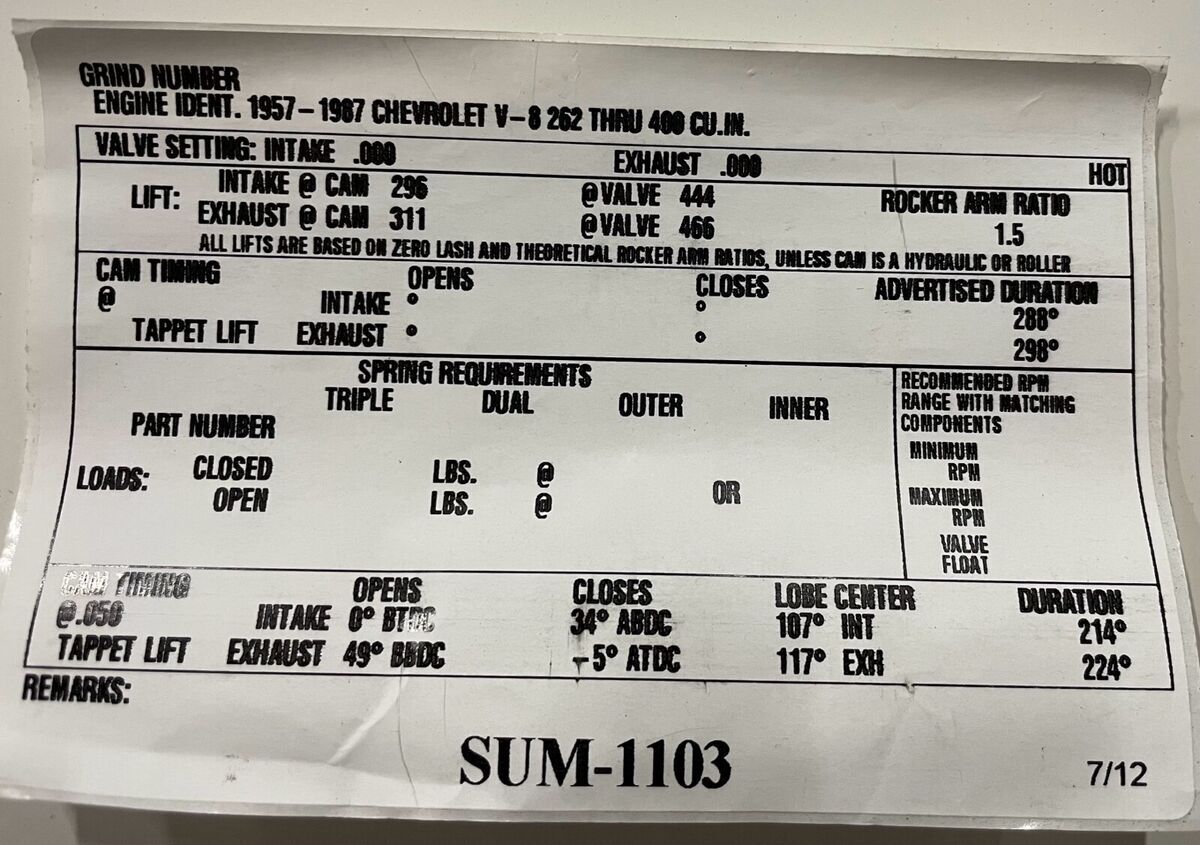 GRIND NUMBER
ENGINE IDENT. 1957-1987 CHEVROLET V-8 262 THRU 400 CU.IN.
VALVE SETTING: INTAKE .000 EXHAUST .000 HOT
LIFT: INTAKE @ CAM 296 @VALVE 444 ROCKER ARM RATIO
EXHAUST @ CAM 311 @VALVE 466 1.5
ALL LIFTS ARE BASED ON ZERO LASH AND THEORETICAL ROCKER ARM RATIOS, UNLESS CAM IS A HYDRAULIC OR ROLLER
CAM TIMING OPENS CLOSES ADVERTISED DURATION
@ INTAKE ° ° 288°
TAPPET LIFT EXHAUST ° ° 298°
SPRING REQUIREMENTS
TRIPLE DUAL OUTER INNER
PART NUMBER
LOADS: CLOSED LBS. @
OPEN LBS. @ OR
RECOMMENDED RPM
RANGE WITH MATCHING
COMPONENTS
MINIMUM
RPM
MAXIMUM
RPM
VALVE
FLOAT
CAM TIMING OPENS CLOSES LOBE CENTER DURATION
@.050 INTAKE 0° BTDC 34° ABDC 107° INT 214°
TAPPET LIFT EXHAUST 49° BBDC -5° ATDC 117° EXH 224°
REMARKS:
SUM-1103
7/12